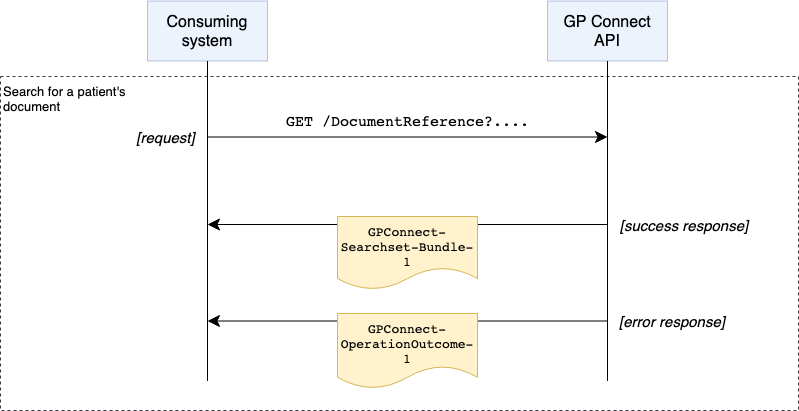 Consuming
system
GP Connect
API
Search for a patient's
document
GET /DocumentReference?....
[request]
[success response]
GPConnect-
Searchset-Bundle-
1
[error response]
GPConnect-
OperationOutcome-
1